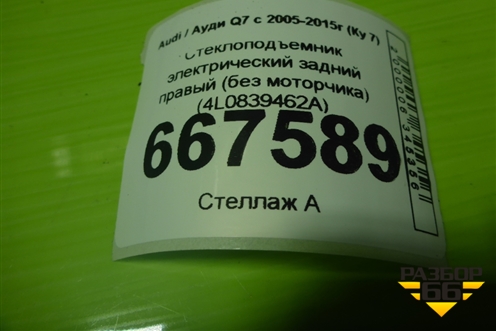 Audi / Ауди Q7 с 2005-2015г (Ку 7)
Стеклоподъемник
электрический задний
правый (без моторчика)
(4L0839462A)
667589
Стеллаж А
РАЗБОР
66